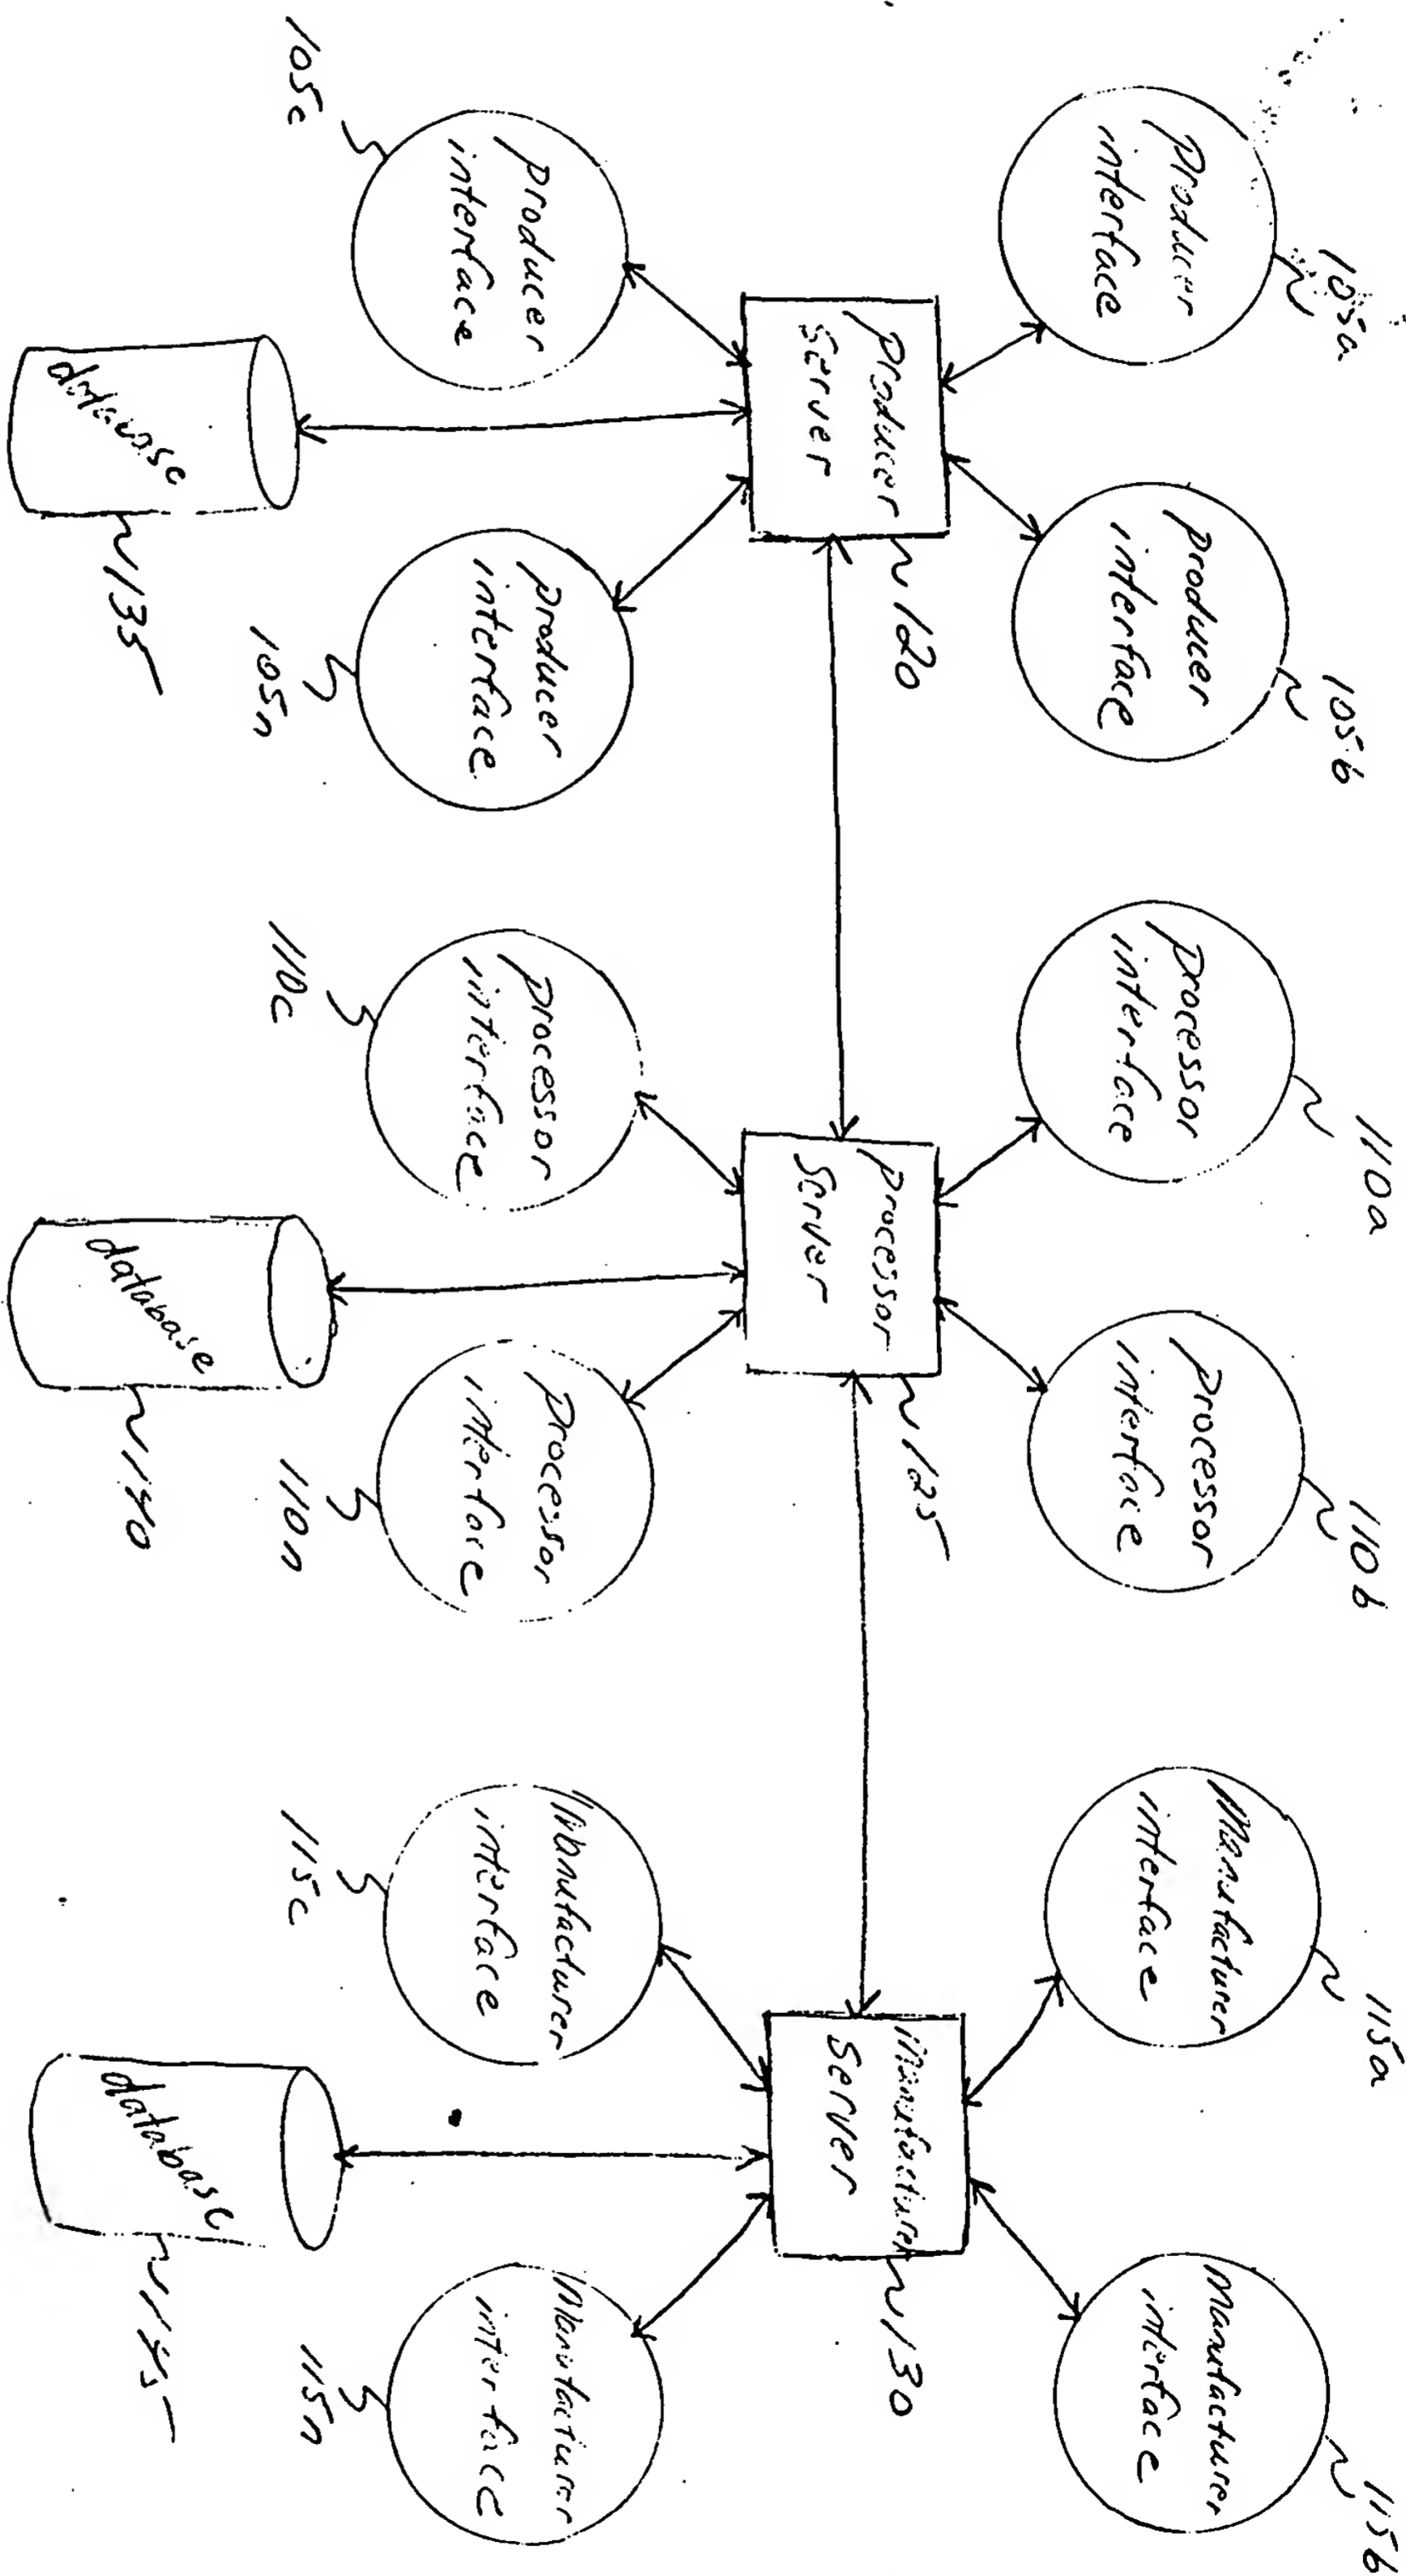 105a
producer
interface
105b
producer
interface
110a
processor
interface
110b
processor
interface
115a
Manufacturer
interface
115b
Manufacturer
interface
producer
Server
120
processor
Server
125
Manufacturer
Server
130
producer
interface
105c
producer
interface
105n
processor
interface
110c
processor
interface
110n
Manufacturer
interface
115c
Manufacturer
interface
115n
database
135
database
140
database
145